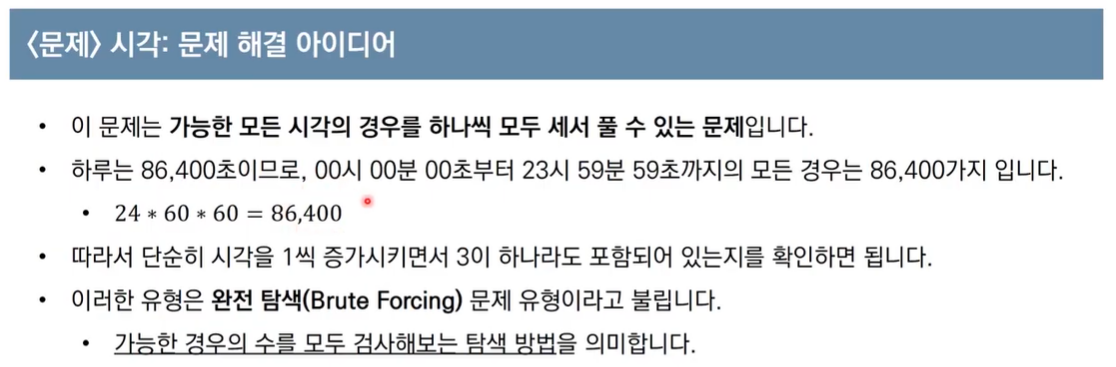 〈문제〉 시각: 문제 해결 아이디어
• 이 문제는 가능한 모든 시각의 경우를 하나씩 모두 세서 풀 수 있는 문제입니다.
• 하루는 86,400초이므로, 00시 00분 00초부터 23시 59분 59초까지의 모든 경우는 86,400가지 입니다.
• 24 ∗ 60 ∗ 60 = 86,400
• 따라서 단순히 시각을 1씩 증가시키면서 3이 하나라도 포함되어 있는지를 확인하면 됩니다.
• 이러한 유형은 완전 탐색(Brute Forcing) 문제 유형이라고 불립니다.
• 가능한 경우의 수를 모두 검사해보는 탐색 방법을 의미합니다.